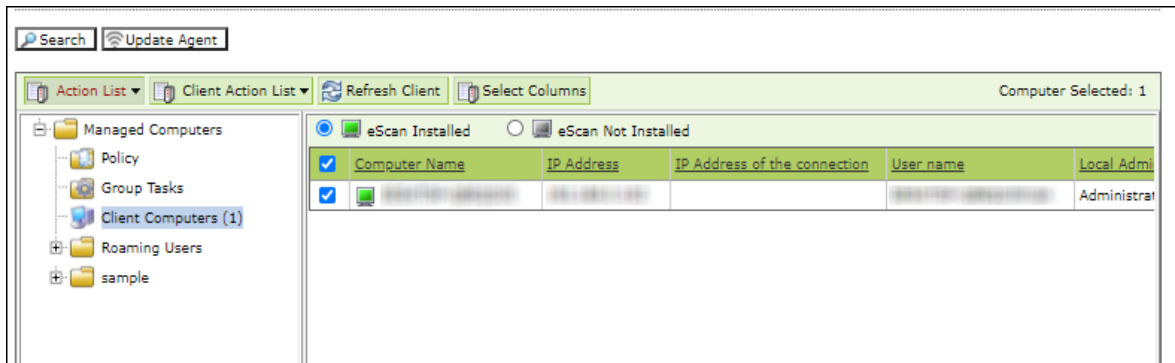 Search Update Agent
Action List Client Action List Refresh Client Select Columns Computer Selected: 1
Managed Computers
Policy
Group Tasks
Client Computers (1)
Roaming Users
sample
eScan Installed eScan Not Installed
Computer Name IP Address IP Address of the connection User name Local Admi
Administrat